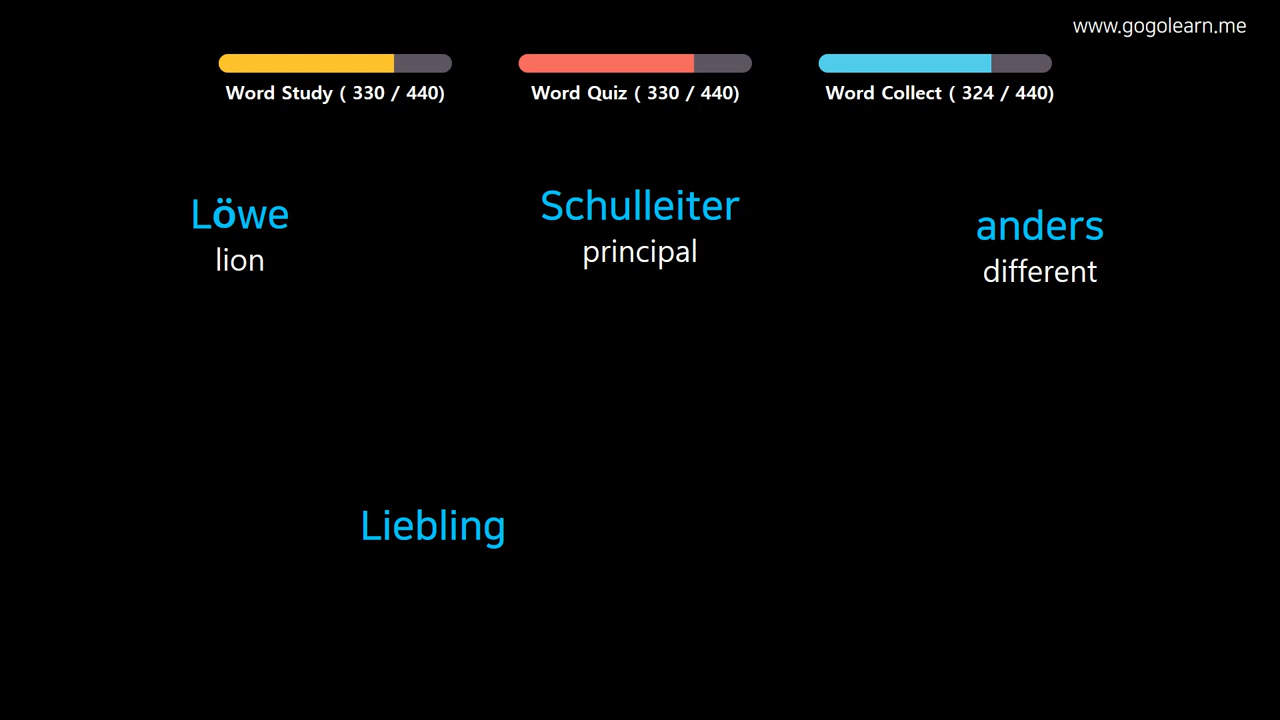 www.gogolearn.me
Word Study ( 330 / 440)
Word Quiz ( 330 / 440)
Word Collect ( 324 / 440)
Löwe
lion
Schulleiter
principal
anders
different
Liebling